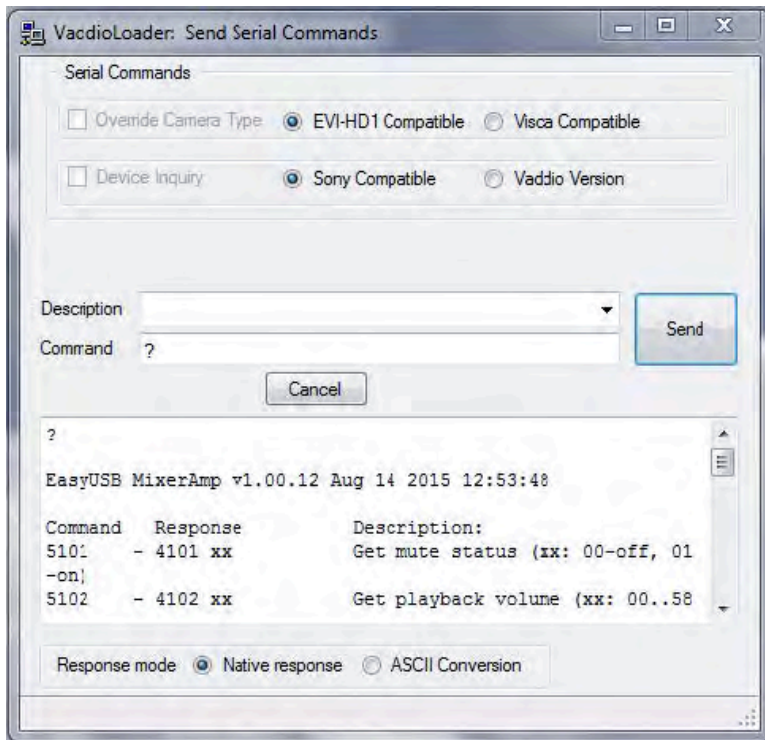 VacdioLoader: Send Serial Commands
Serial Commands
Override Camera Type EVI-HD1 Compatible Visca Compatible
Device Inquiry Sony Compatible Vaddio Version
Description
Send
Command ?
Cancel
?
EasyUSB MixerAmp v1.00.12 Aug 14 2015 12:53:48
Command Response Description:
5101 - 4101 xx Get mute status (xx: 00-off, 01
-on)
5102 - 4102 xx Get playback volume (xx: 00..58
Response mode Native response ASCII Conversion